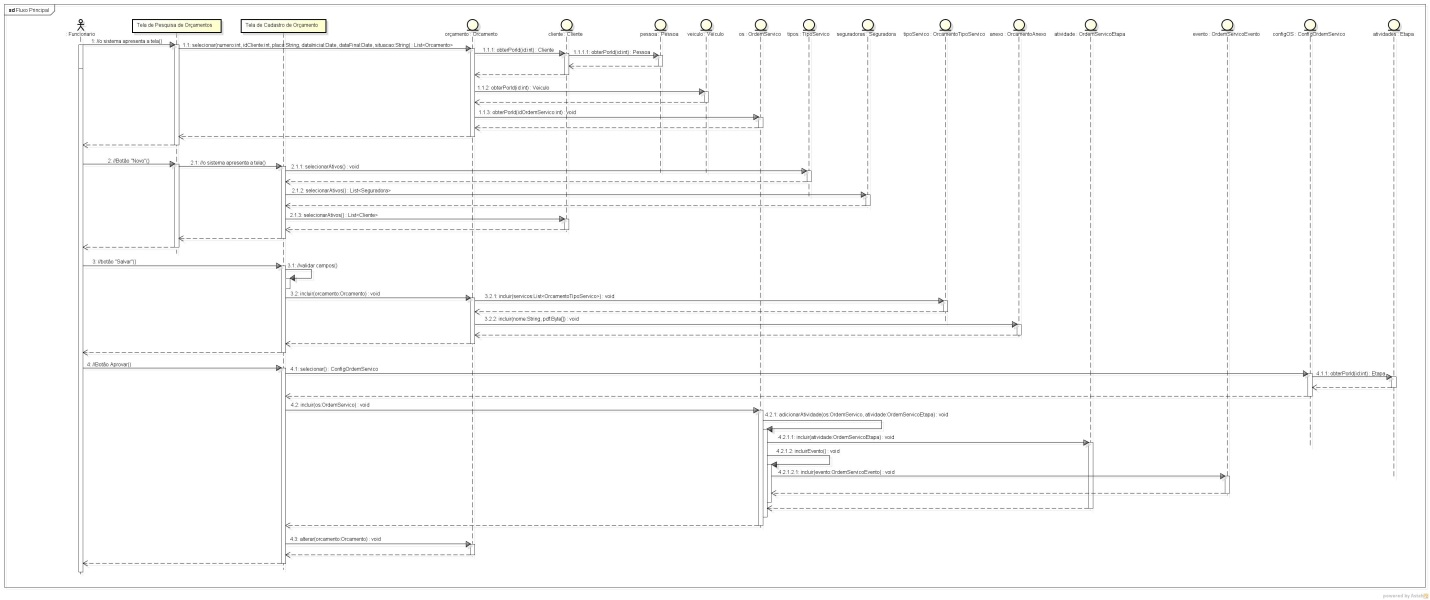 sd Fluxo Principal
Tela de Pesquisa de Orçamentos
Tela de Cadastro de Orçamento
Funcionário
orçamento : Orçamento
cliente : Cliente
pessoa : Pessoa
veiculo : Veiculo
os : OrdemServico
tipos : TipoServico
seguradoras : Seguradora
tipoServico : OrcamentoTipoServico
anexo : OrcamentoAnexo
atividade : OrdemServicoEtapa
evento : OrdemServicoEvento
configOS : ConfigOrdemServico
atividades : Etapa
1: //o sistema apresenta a tela()
1.1: selecionar(numero:int, idCliente:int, placa:String, dataInicial:Date, dataFinal:Date, situacao:String) : List<Orcamento>
1.1.1: obterPorId(id:int) : Cliente
1.1.1.1: obterPorId(id:int) : Pessoa
1.1.2: obterPorId(id:int) : Veiculo
1.1.3: obterPorId(idOrdemServico:int) : void
2: //Botão "Novo"()
2.1: //o sistema apresenta a tela()
2.1.1: selecionarAtivos() : void
2.1.2: selecionarAtivos() : List<Seguradora>
2.1.3: selecionarAtivos() : List<Cliente>
3: //botão "Salvar"()
3.1: //validar campos()
3.2: incluir(orcamento:Orcamento) : void
3.2.1: incluir(servicos:List<OrcamentoTipoServico>) : void
3.2.2: incluir(nome:String, pdf:Byte[]) : void
4: //Botão Aprovar()
4.1: selecionar() : ConfigOrdemServico
4.1.1: obterPorId(id:int) : Etapa
4.2: incluir(os:OrdemServico) : void
4.2.1: adicionarAtividade(os:OrdemServico, atividade:OrdemServicoEtapa) : void
4.2.1.1: incluir(atividade:OrdemServicoEtapa) : void
4.2.1.2: incluirEvento() : void
4.2.1.2.1: incluir(evento:OrdemServicoEvento) : void
4.3: alterar(orcamento:Orcamento) : void
powered by Astah